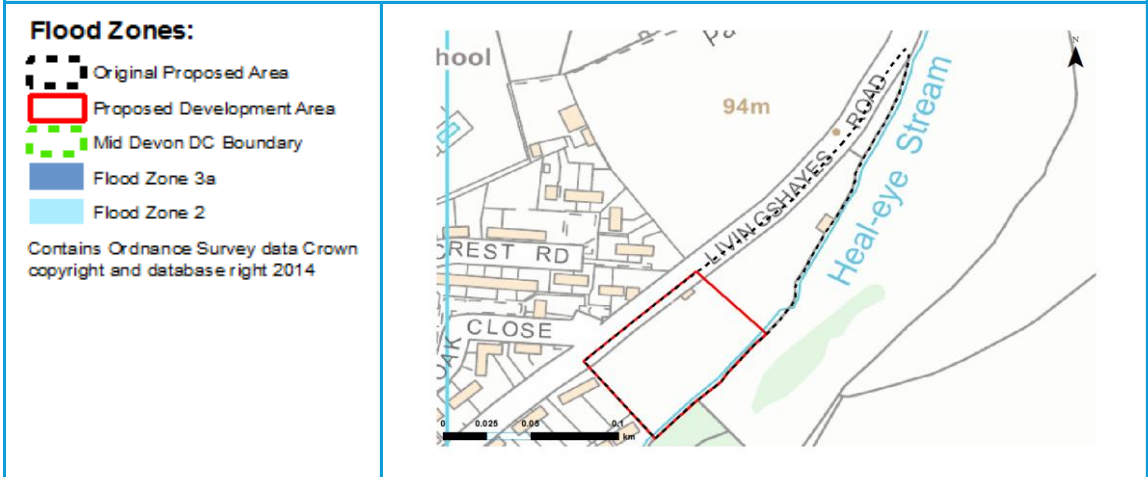 Flood Zones:
Original Proposed Area
Proposed Development Area
Mid Devon DC Boundary
Flood Zone 3a
Flood Zone 2
Contains Ordnance Survey data Crown
copyright and database right 2014
hool
Pa
N
94m
LIVINGSHAYES ROAD
Heal-eye Stream
CREST RD
OAK CLOSE
0 0.025 0.05 0.1
km